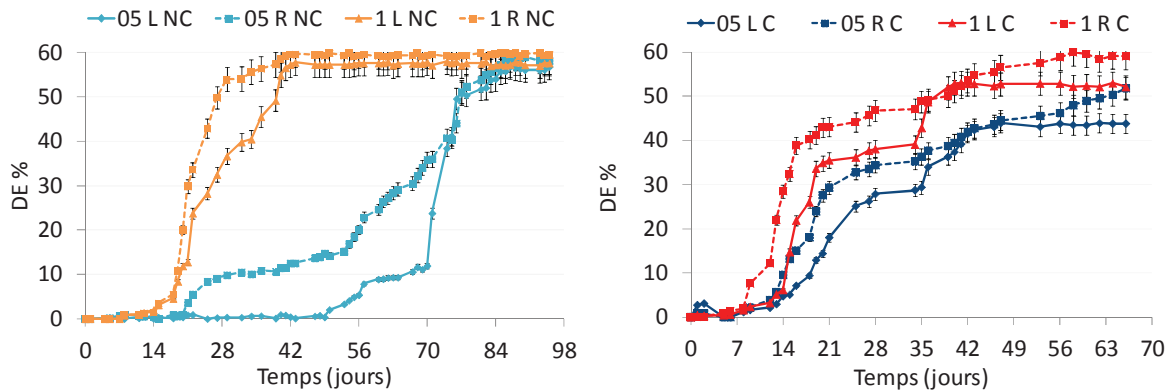 05 L NC 05 R NC 1 L NC 1 R NC
60
50
40
30
20
10
0
DE %
0 14 28 42 56 70 84 98
Temps (jours)
05 L C 05 R C 1 L C 1 R C
60
50
40
30
20
10
0
DE %
0 7 14 21 28 35 42 49 56 63 70
Temps (jours)